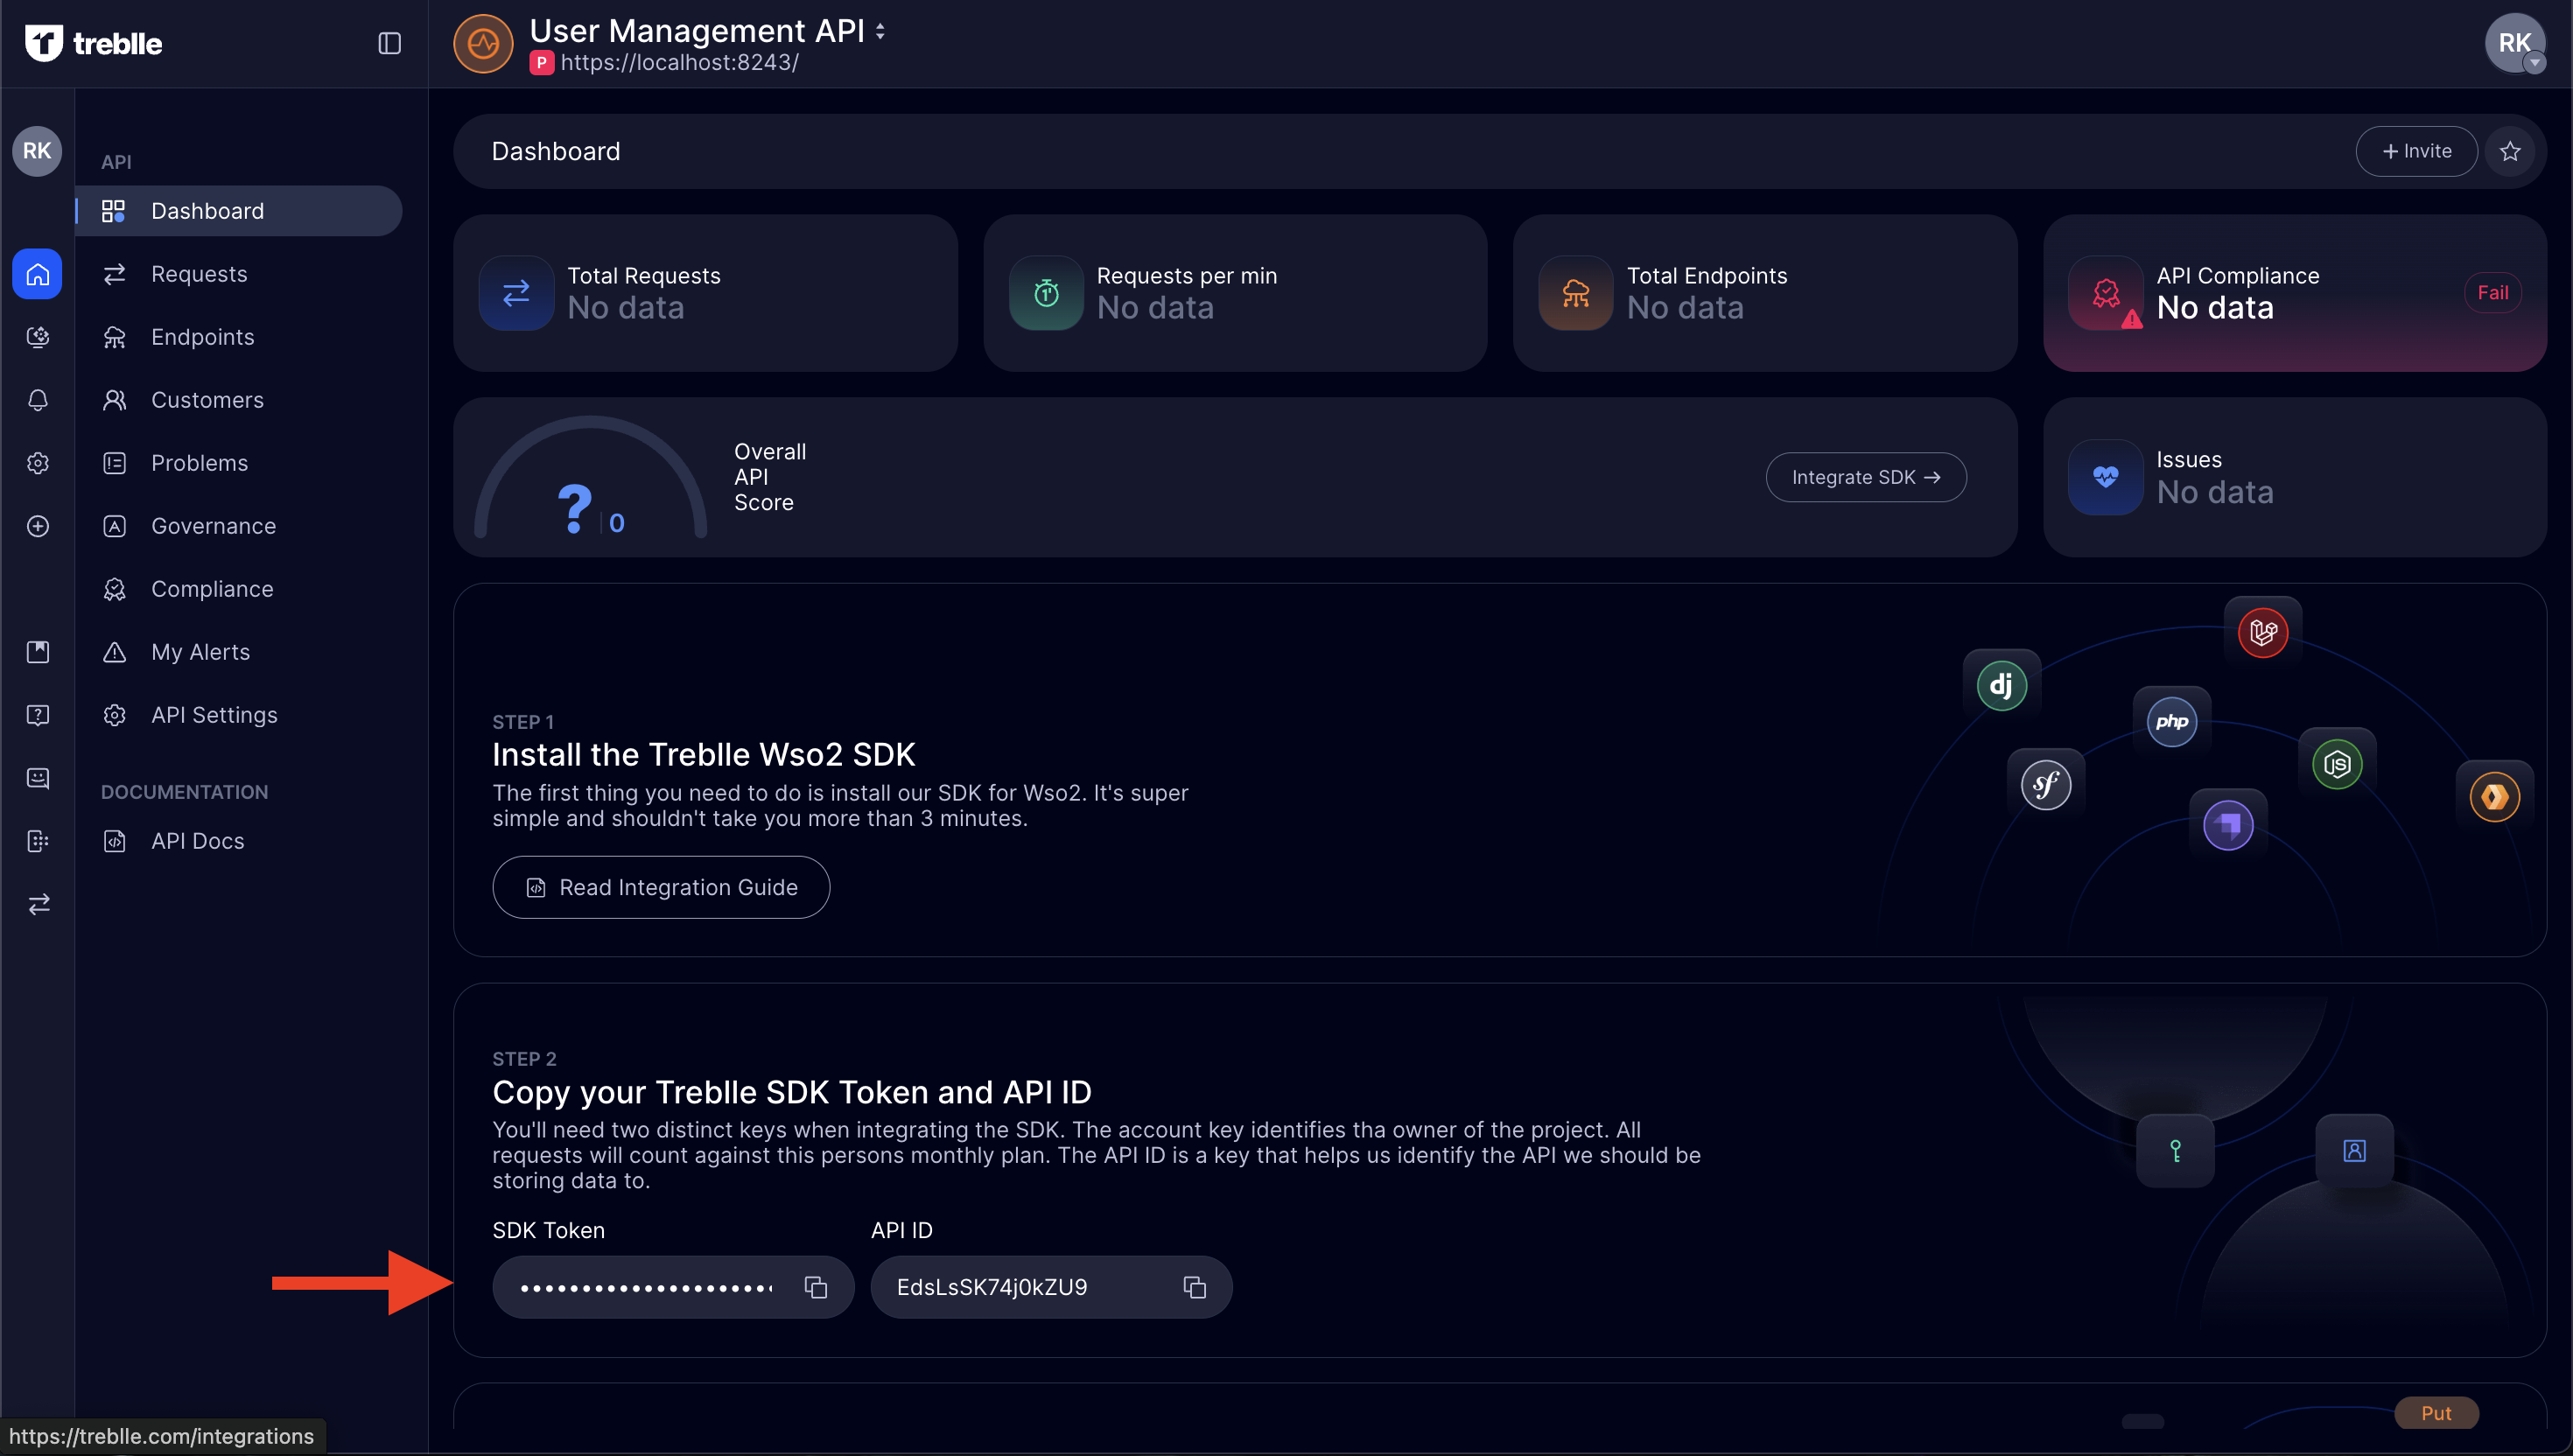 treblle
User Management API
P https://localhost:8243/
RK
RK
API
Dashboard
Requests
Endpoints
Customers
Problems
Governance
Compliance
My Alerts
API Settings
DOCUMENTATION
API Docs
Dashboard
+ Invite
Total Requests
No data
Requests per min
No data
Total Endpoints
No data
API Compliance
No data
Fail
? 0
Overall
API
Score
Integrate SDK →
Issues
No data
STEP 1
Install the Treblle Wso2 SDK
The first thing you need to do is install our SDK for Wso2. It's super
simple and shouldn't take you more than 3 minutes.
Read Integration Guide
dj
php
sf
JS
STEP 2
Copy your Treblle SDK Token and API ID
You'll need two distinct keys when integrating the SDK. The account key identifies tha owner of the project. All
requests will count against this persons monthly plan. The API ID is a key that helps us identify the API we should be
storing data to.
SDK Token
API ID
EdsLsSK74j0kZU9
Put
https://treblle.com/integrations